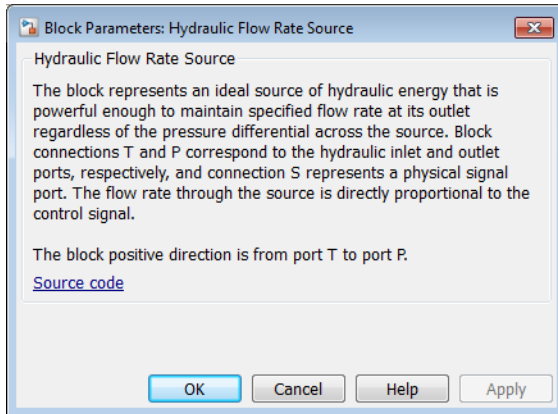 Block Parameters: Hydraulic Flow Rate Source
Hydraulic Flow Rate Source
The block represents an ideal source of hydraulic energy that is
powerful enough to maintain specified flow rate at its outlet
regardless of the pressure differential across the source. Block
connections T and P correspond to the hydraulic inlet and outlet
ports, respectively, and connection S represents a physical signal
port. The flow rate through the source is directly proportional to the
control signal.
The block positive direction is from port T to port P.
Source code
OK Cancel Help Apply